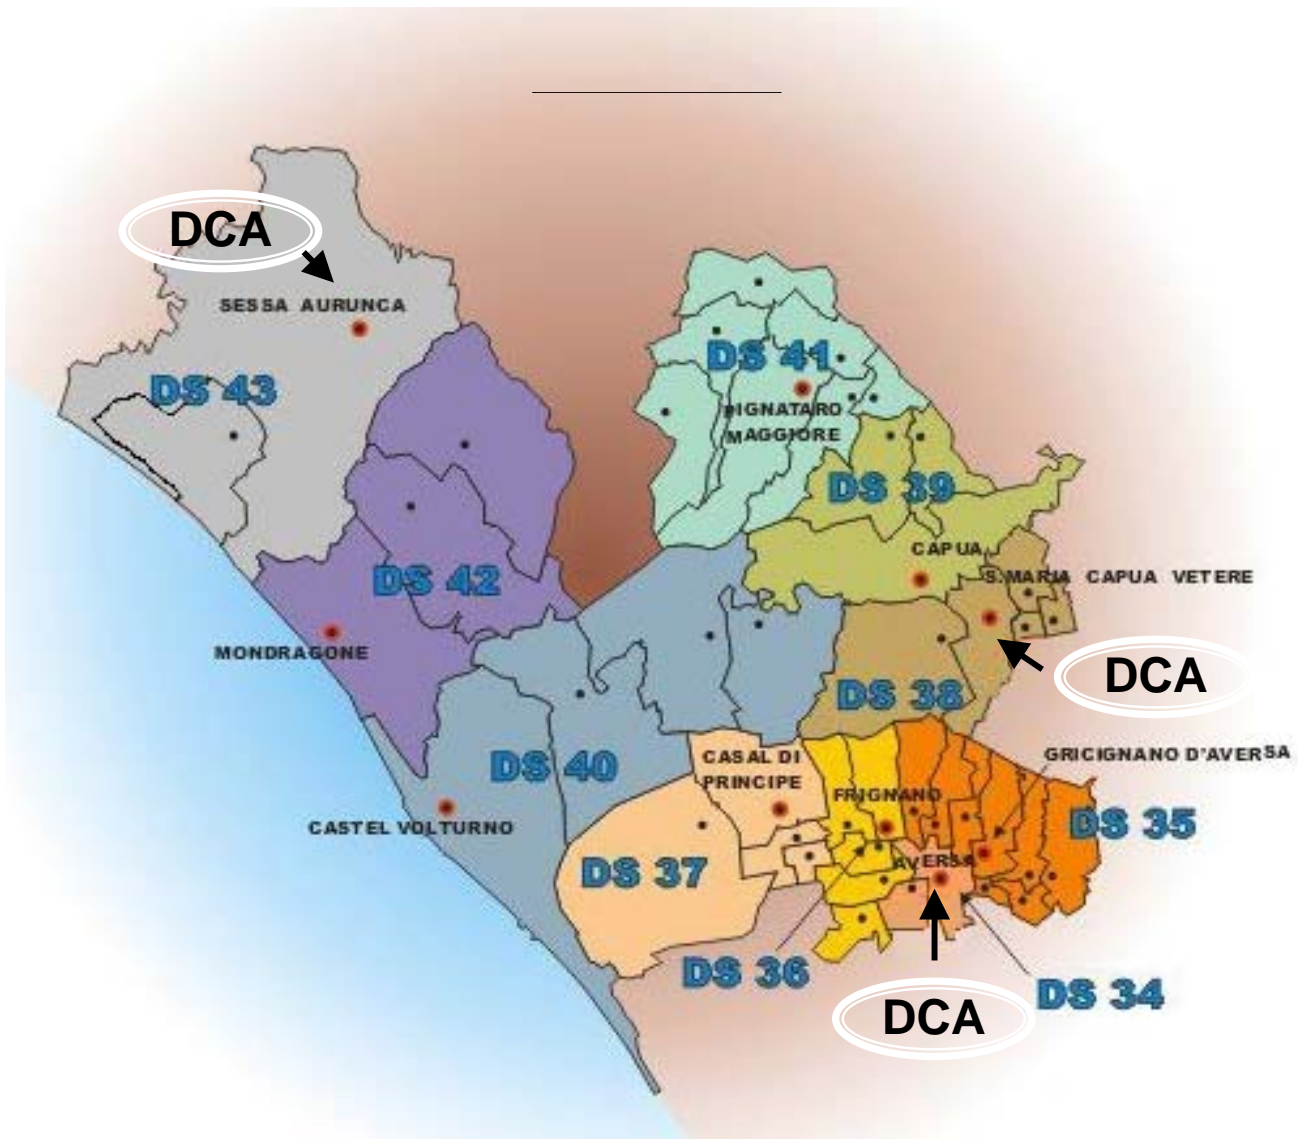 DCA
SESSA AURUNCA
DS 43
DS 41
PIGNATARO
MAGGIORE
DS 39
CAPUA
S.MARIA CAPUA VETERE
DS 42
MONDRAGONE
DCA
DS 38
DS 40
CASAL DI
PRINCIPE
GRICIGNANO D'AVERSA
FRIGNANO
CASTEL VOLTURNO
DS 35
DS 37
AVERSA
DS 36
DS 34
DCA